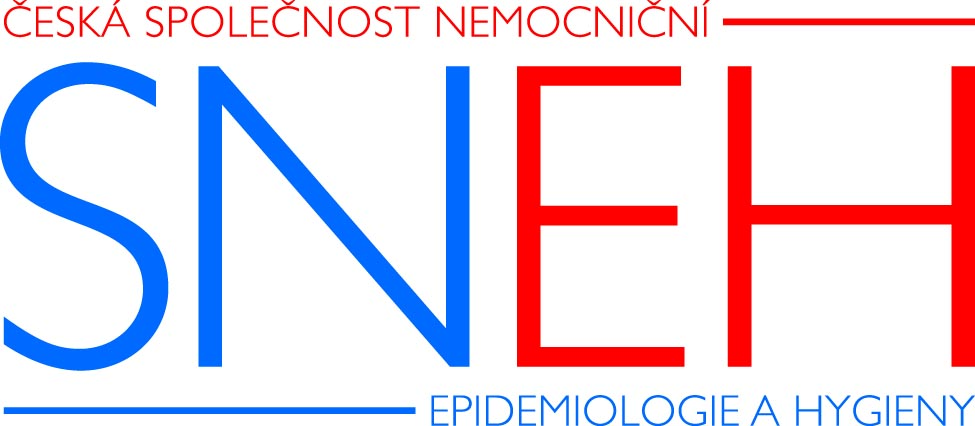 ČESKÁ SPOLEČNOST NEMOCNIČNÍ
SNEH
EPIDEMIOLOGIE A HYGIENY